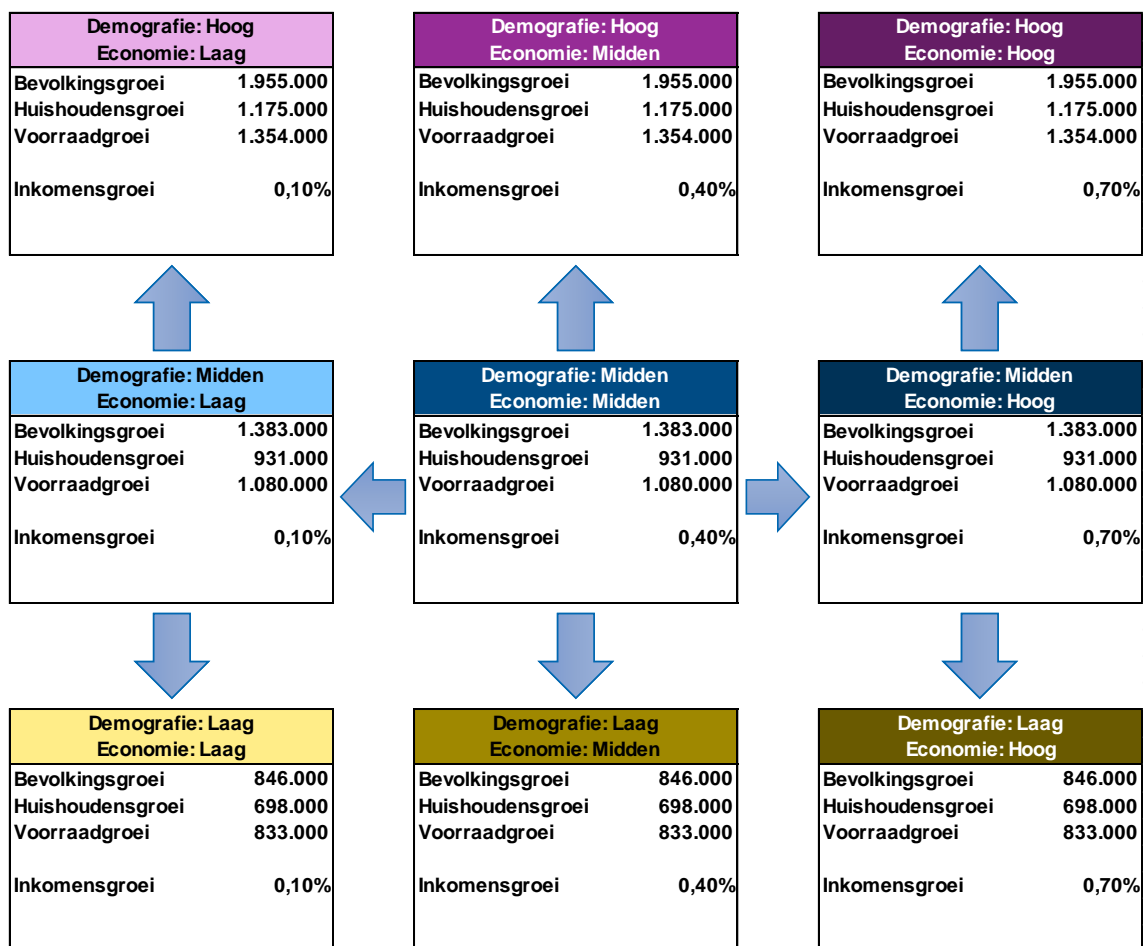 Demografie: Hoog
Economie: Laag
Bevolkingsgroei 1.955.000
Huishoudensgroei 1.175.000
Voorraadgroei 1.354.000
Inkomensgroei 0,10%
Demografie: Hoog
Economie: Midden
Bevolkingsgroei 1.955.000
Huishoudensgroei 1.175.000
Voorraadgroei 1.354.000
Inkomensgroei 0,40%
Demografie: Hoog
Economie: Hoog
Bevolkingsgroei 1.955.000
Huishoudensgroei 1.175.000
Voorraadgroei 1.354.000
Inkomensgroei 0,70%
Demografie: Midden
Economie: Laag
Bevolkingsgroei 1.383.000
Huishoudensgroei 931.000
Voorraadgroei 1.080.000
Inkomensgroei 0,10%
Demografie: Midden
Economie: Midden
Bevolkingsgroei 1.383.000
Huishoudensgroei 931.000
Voorraadgroei 1.080.000
Inkomensgroei 0,40%
Demografie: Midden
Economie: Hoog
Bevolkingsgroei 1.383.000
Huishoudensgroei 931.000
Voorraadgroei 1.080.000
Inkomensgroei 0,70%
Demografie: Laag
Economie: Laag
Bevolkingsgroei 846.000
Huishoudensgroei 698.000
Voorraadgroei 833.000
Inkomensgroei 0,10%
Demografie: Laag
Economie: Midden
Bevolkingsgroei 846.000
Huishoudensgroei 698.000
Voorraadgroei 833.000
Inkomensgroei 0,40%
Demografie: Laag
Economie: Hoog
Bevolkingsgroei 846.000
Huishoudensgroei 698.000
Voorraadgroei 833.000
Inkomensgroei 0,70%